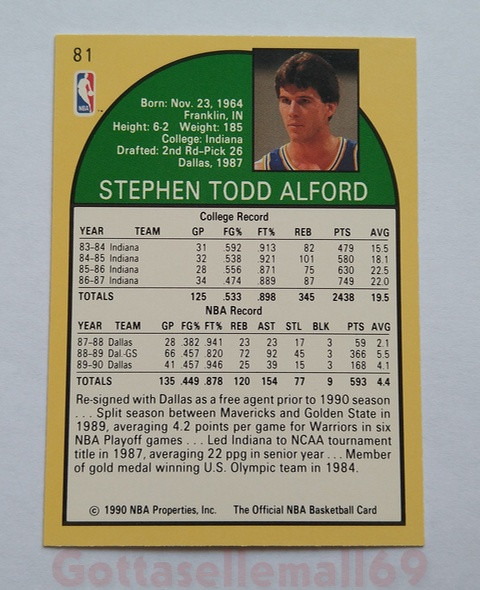 81
NBA
Born: Nov. 23, 1964
Franklin, IN
Height: 6-2 Weight: 185
College: Indiana
Drafted: 2nd Rd-Pick 26
Dallas, 1987
STEPHEN TODD ALFORD
College Record
YEAR TEAM GP FG% FT% REB PTS AVG
83-84 Indiana 31 .592 .913 82 479 15.5
84-85 Indiana 32 .538 .921 101 580 18.1
85-86 Indiana 28 .556 .871 75 630 22.5
86-87 Indiana 34 .474 .889 87 749 22.0
TOTALS 125 .533 .898 345 2438 19.5
NBA Record
YEAR TEAM GP FG% FT% REB AST STL BLK PTS AVG
87-88 Dallas 28 .382 .941 23 23 17 3 59 2.1
88-89 Dal.-GS 66 .457 .820 72 92 45 3 366 5.5
89-90 Dallas 41 .457 .946 25 39 15 3 168 4.1
TOTALS 135 .449 .878 120 154 77 9 593 4.4
Re-signed with Dallas as a free agent prior to 1990 season
. . . Split season between Mavericks and Golden State in
1989, averaging 4.2 points per game for Warriors in six
NBA Playoff games . . . Led Indiana to NCAA tournament
title in 1987, averaging 22 ppg in senior year . . . Member
of gold medal winning U.S. Olympic team in 1984.
© 1990 NBA Properties, Inc. The Official NBA Basketball Card
Gottasellemall69